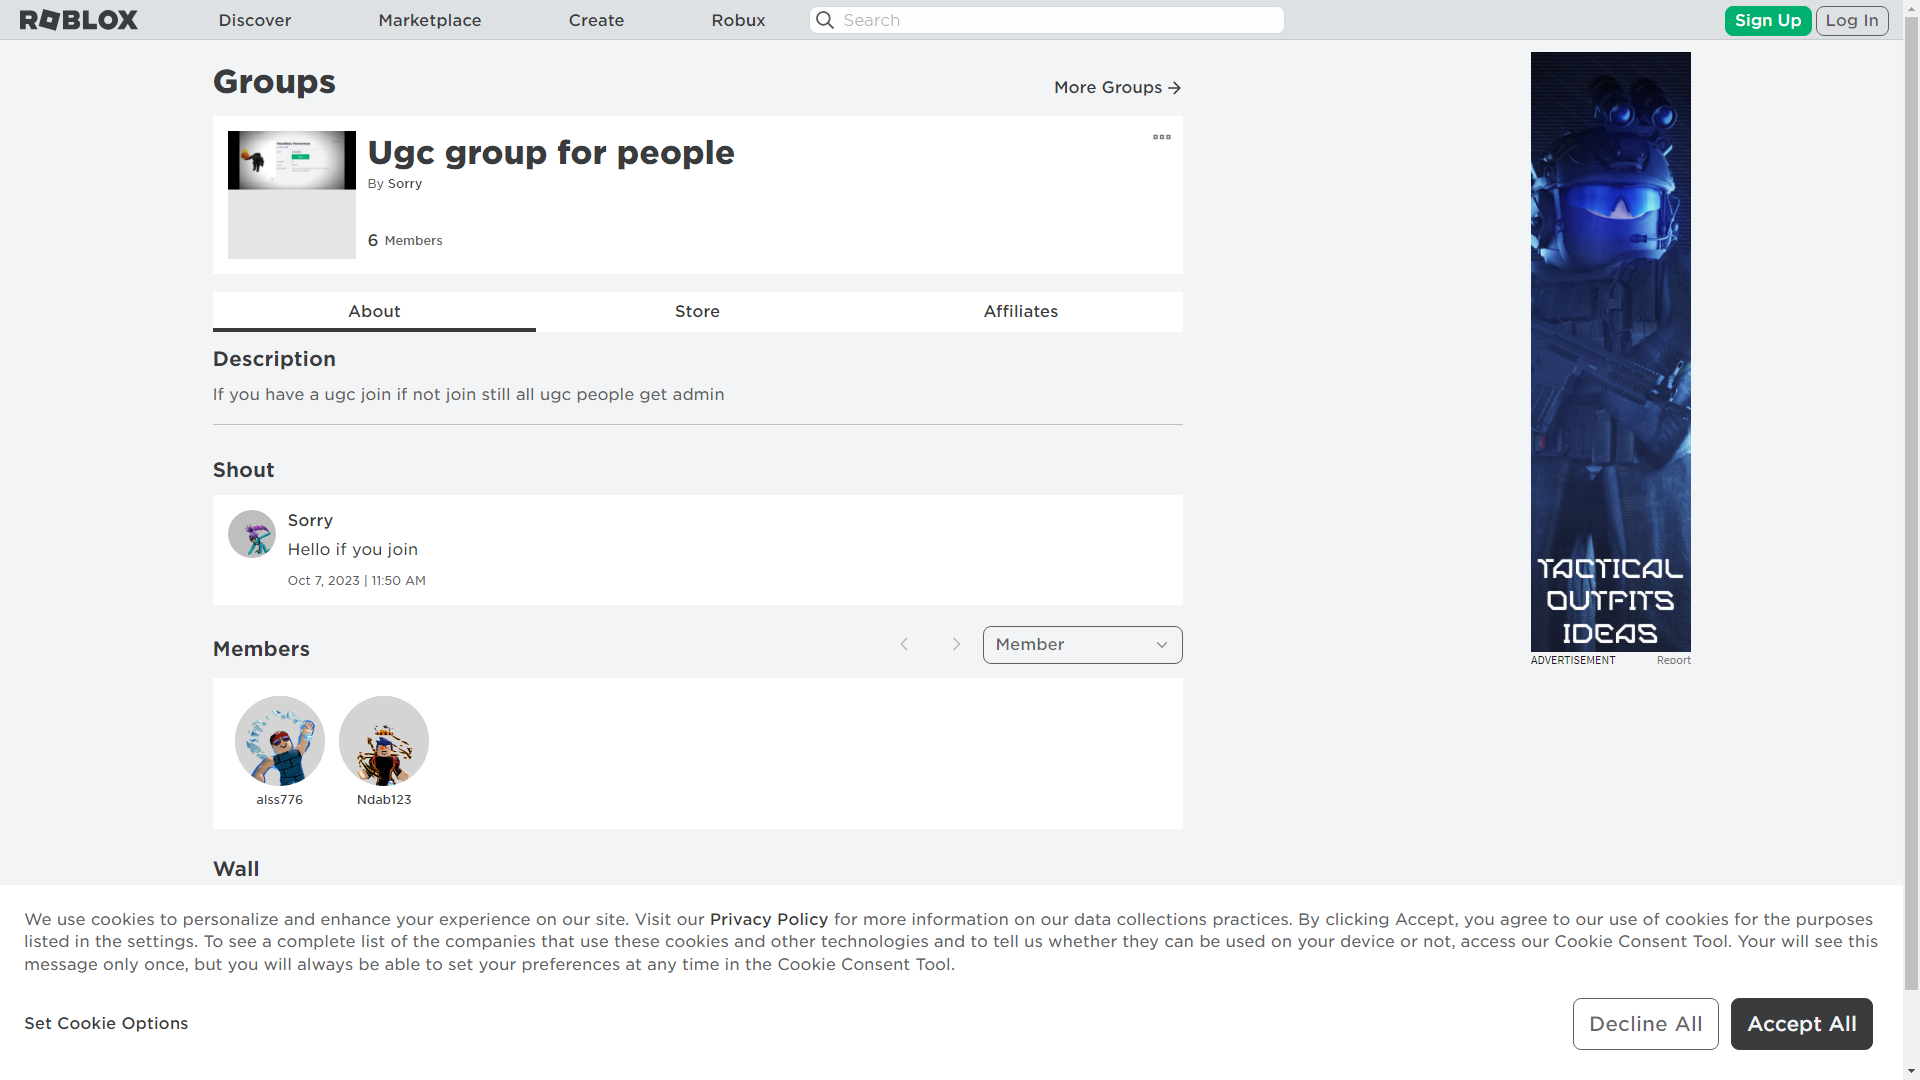 ROBLOX
Discover
Marketplace
Create
Robux
Search
Sign Up
Log In
Groups
More Groups
Ugc group for people
By Sorry
6 Members
About
Store
Affiliates
Description
If you have a ugc join if not join still all ugc people get admin
Shout
Sorry
Hello if you join
Oct 7, 2023 | 11:50 AM
Members
Member
alss776
Ndab123
Wall
TACTICAL
OUTFITS
IDEAS
ADVERTISEMENT
Report
We use cookies to personalize and enhance your experience on our site. Visit our Privacy Policy for more information on our data collections practices. By clicking Accept, you agree to our use of cookies for the purposes
listed in the settings. To see a complete list of the companies that use these cookies and other technologies and to tell us whether they can be used on your device or not, access our Cookie Consent Tool. Your will see this
message only once, but you will always be able to set your preferences at any time in the Cookie Consent Tool.
Set Cookie Options
Decline All
Accept All